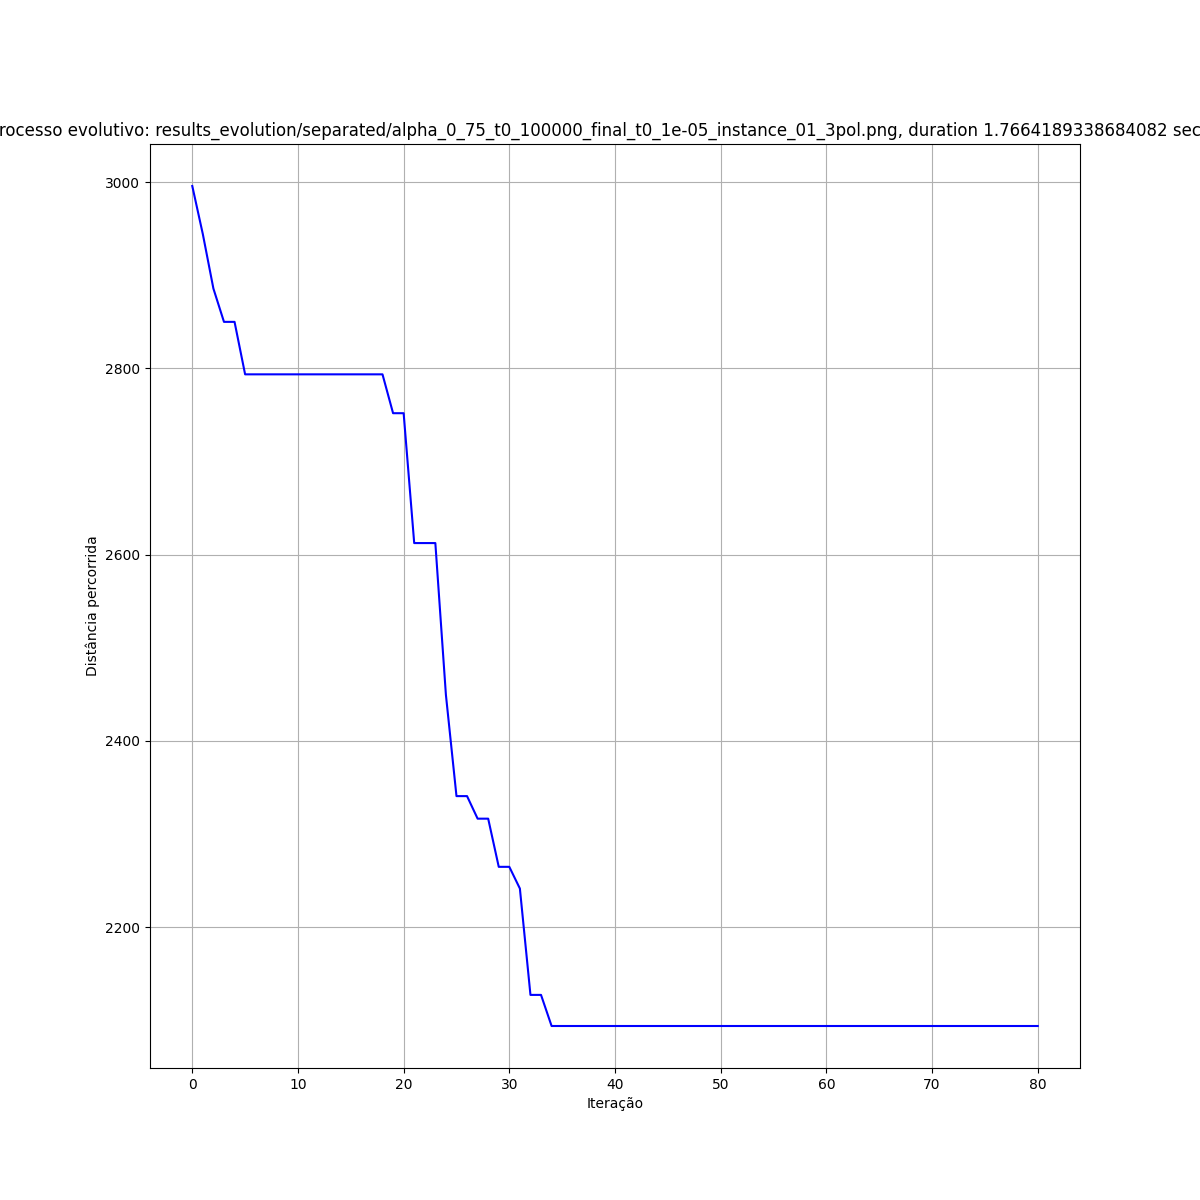 rocesso evolutivo: results_evolution/separated/alpha_0_75_t0_100000_final_t0_1e-05_instance_01_3pol.png, duration 1.7664189338684082 sec
3000
2800
2600
2400
2200
Distância percorrida
0 10 20 30 40 50 60 70 80
Iteração